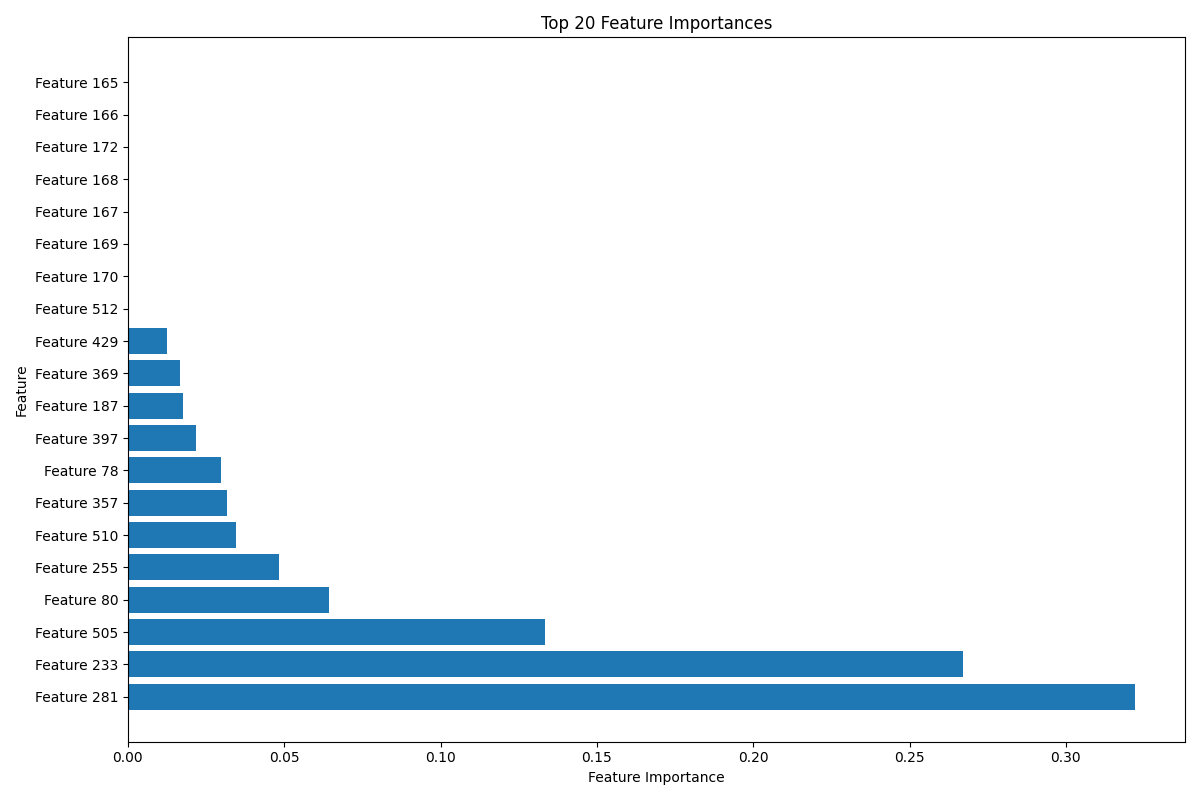 Top 20 Feature Importances
Feature 165
Feature 166
Feature 172
Feature 168
Feature 167
Feature 169
Feature 170
Feature 512
Feature 429
Feature 369
Feature 187
Feature 397
Feature 78
Feature 357
Feature 510
Feature 255
Feature 80
Feature 505
Feature 233
Feature 281
Feature
0.00 0.05 0.10 0.15 0.20 0.25 0.30
Feature Importance